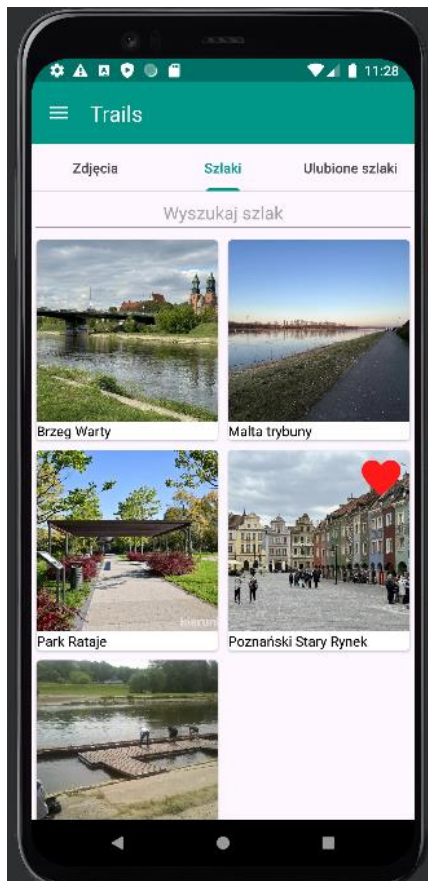 11:28
Trails
Zdjęcia Szlaki Ulubione szlaki
Wyszukaj szlak
Brzeg Warty Malta trybuny
Park Rataje Poznański Stary Rynek